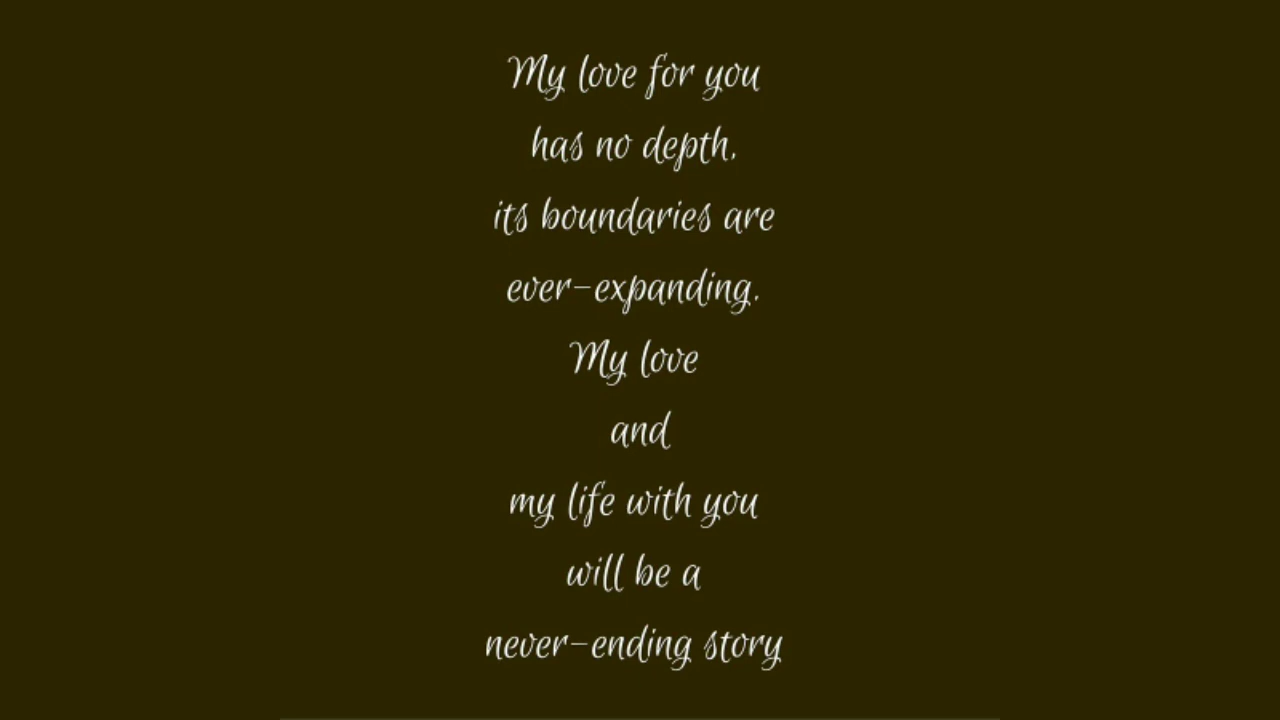 My love for you
has no depth,
its boundaries are
ever-expanding.
My love
and
my life with you
will be a
never-ending story